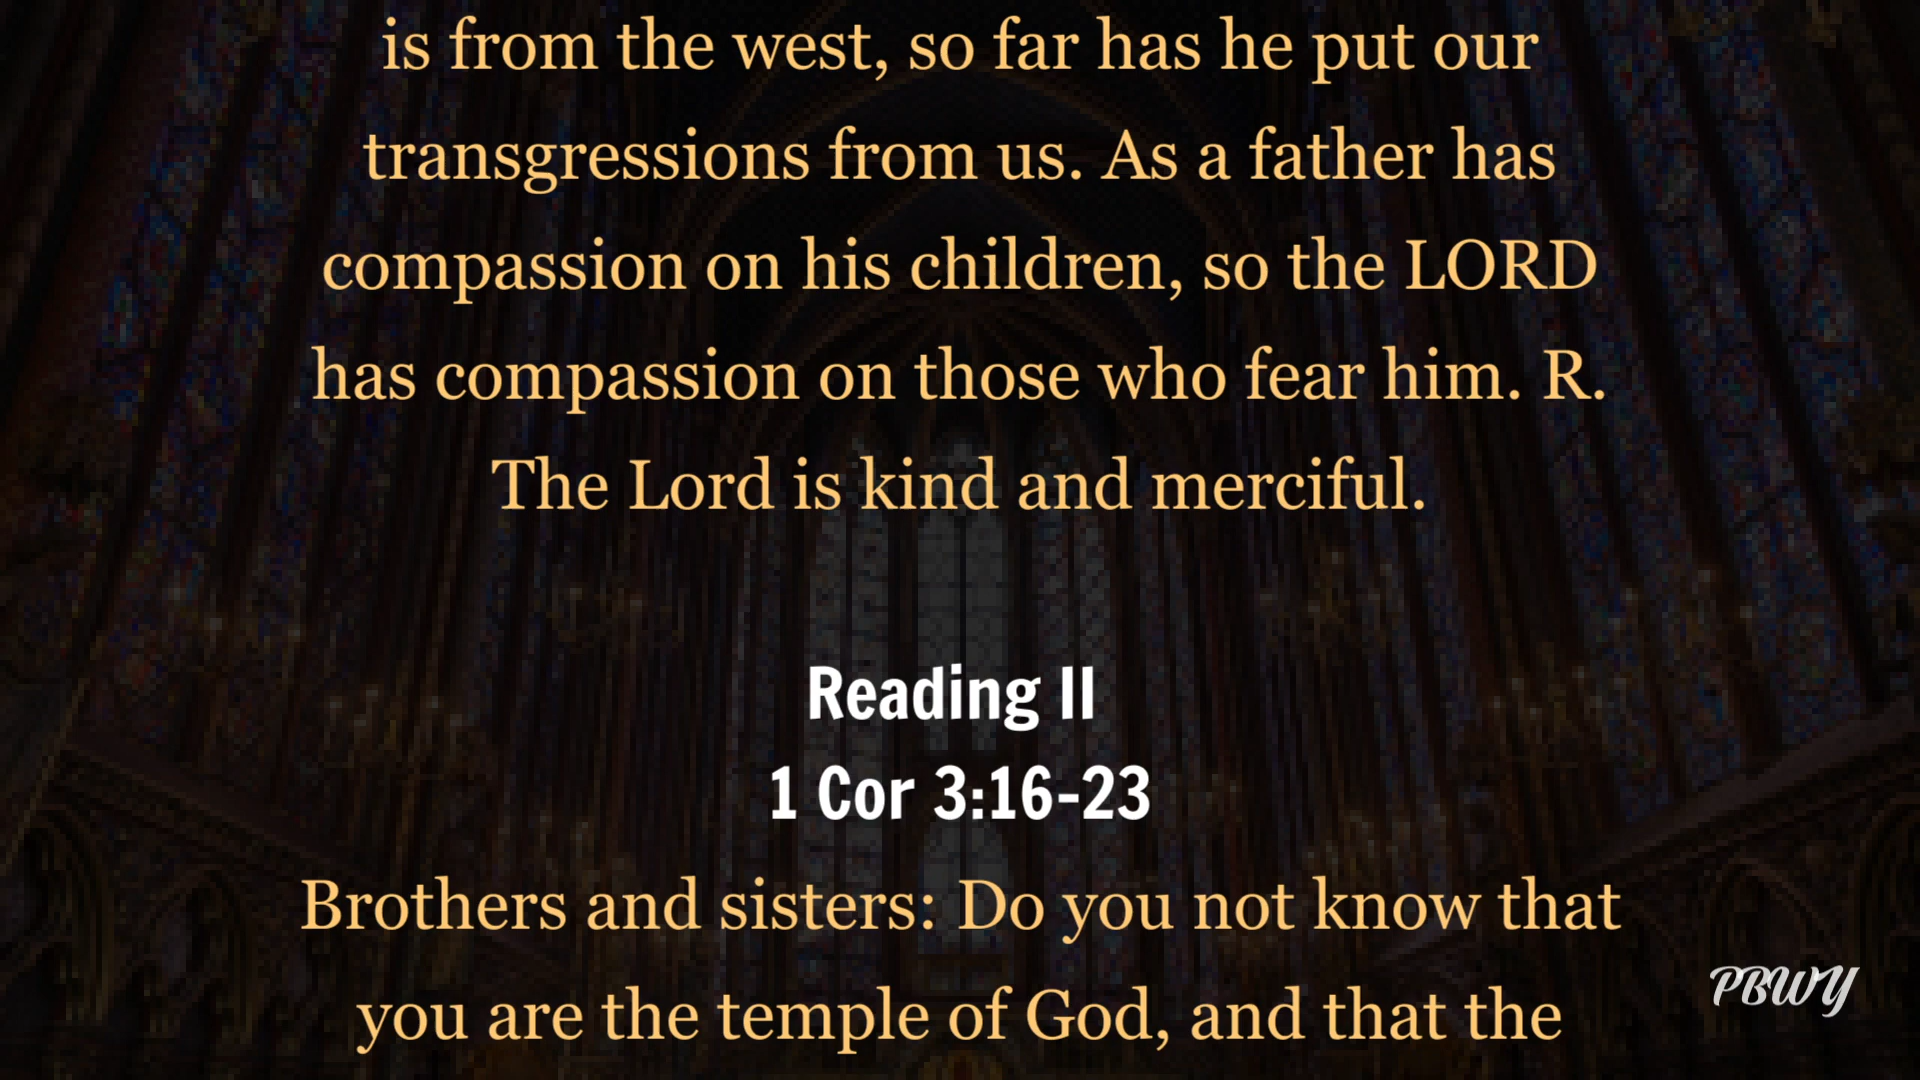 is from the west, so far has he put our
transgressions from us. As a father has
compassion on his children, so the LORD
has compassion on those who fear him. R.
The Lord is kind and merciful.
Reading II
1 Cor 3:16-23
Brothers and sisters: Do you not know that
you are the temple of God, and that the
PBWY